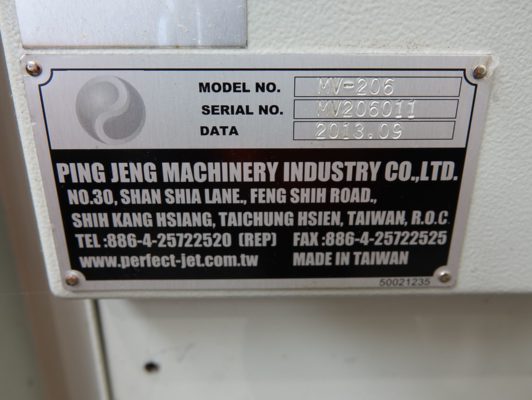 MODEL NO. MV-206
SERIAL NO. MV206011
DATA 2013.09
PING JENG MACHINERY INDUSTRY CO.,LTD.
NO.30, SHAN SHIA LANE., FENG SHIH ROAD.,
SHIH KANG HSIANG, TAICHUNG HSIEN, TAIWAN, R.O.C
TEL:886-4-25722520 (REP) FAX:886-4-25722525
www.perfect-jet.com.tw MADE IN TAIWAN
50021235